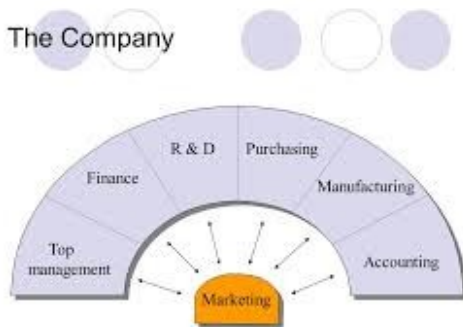 The Company
R & D
Purchasing
Finance
Manufacturing
Top
management
Accounting
Marketing